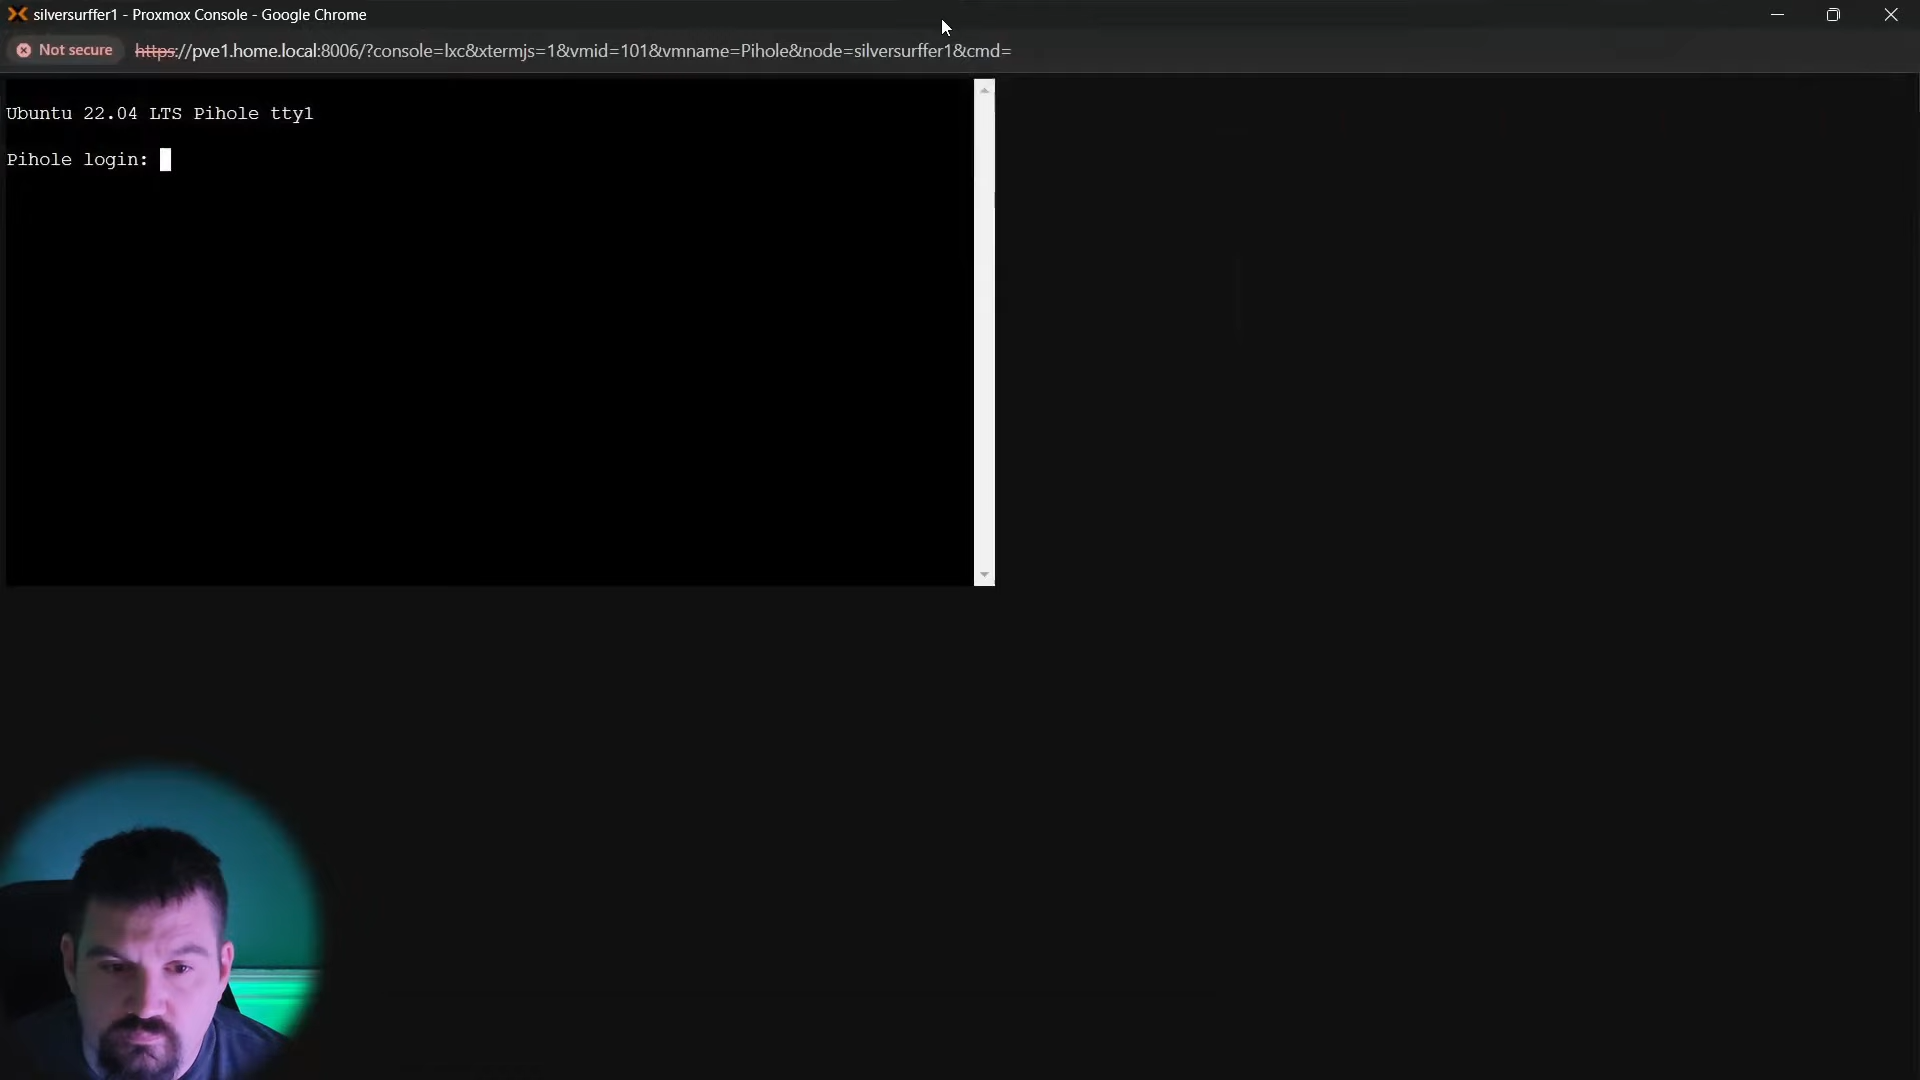 silversurffer1 - Proxmox Console - Google Chrome
Not secure
https://pve1.home.local:8006/?console=lxc&xtermjs=1&vmid=101&vmname=Pihole&node=silversurffer1&cmd=
Ubuntu 22.04 LTS Pihole tty1
Pihole login: